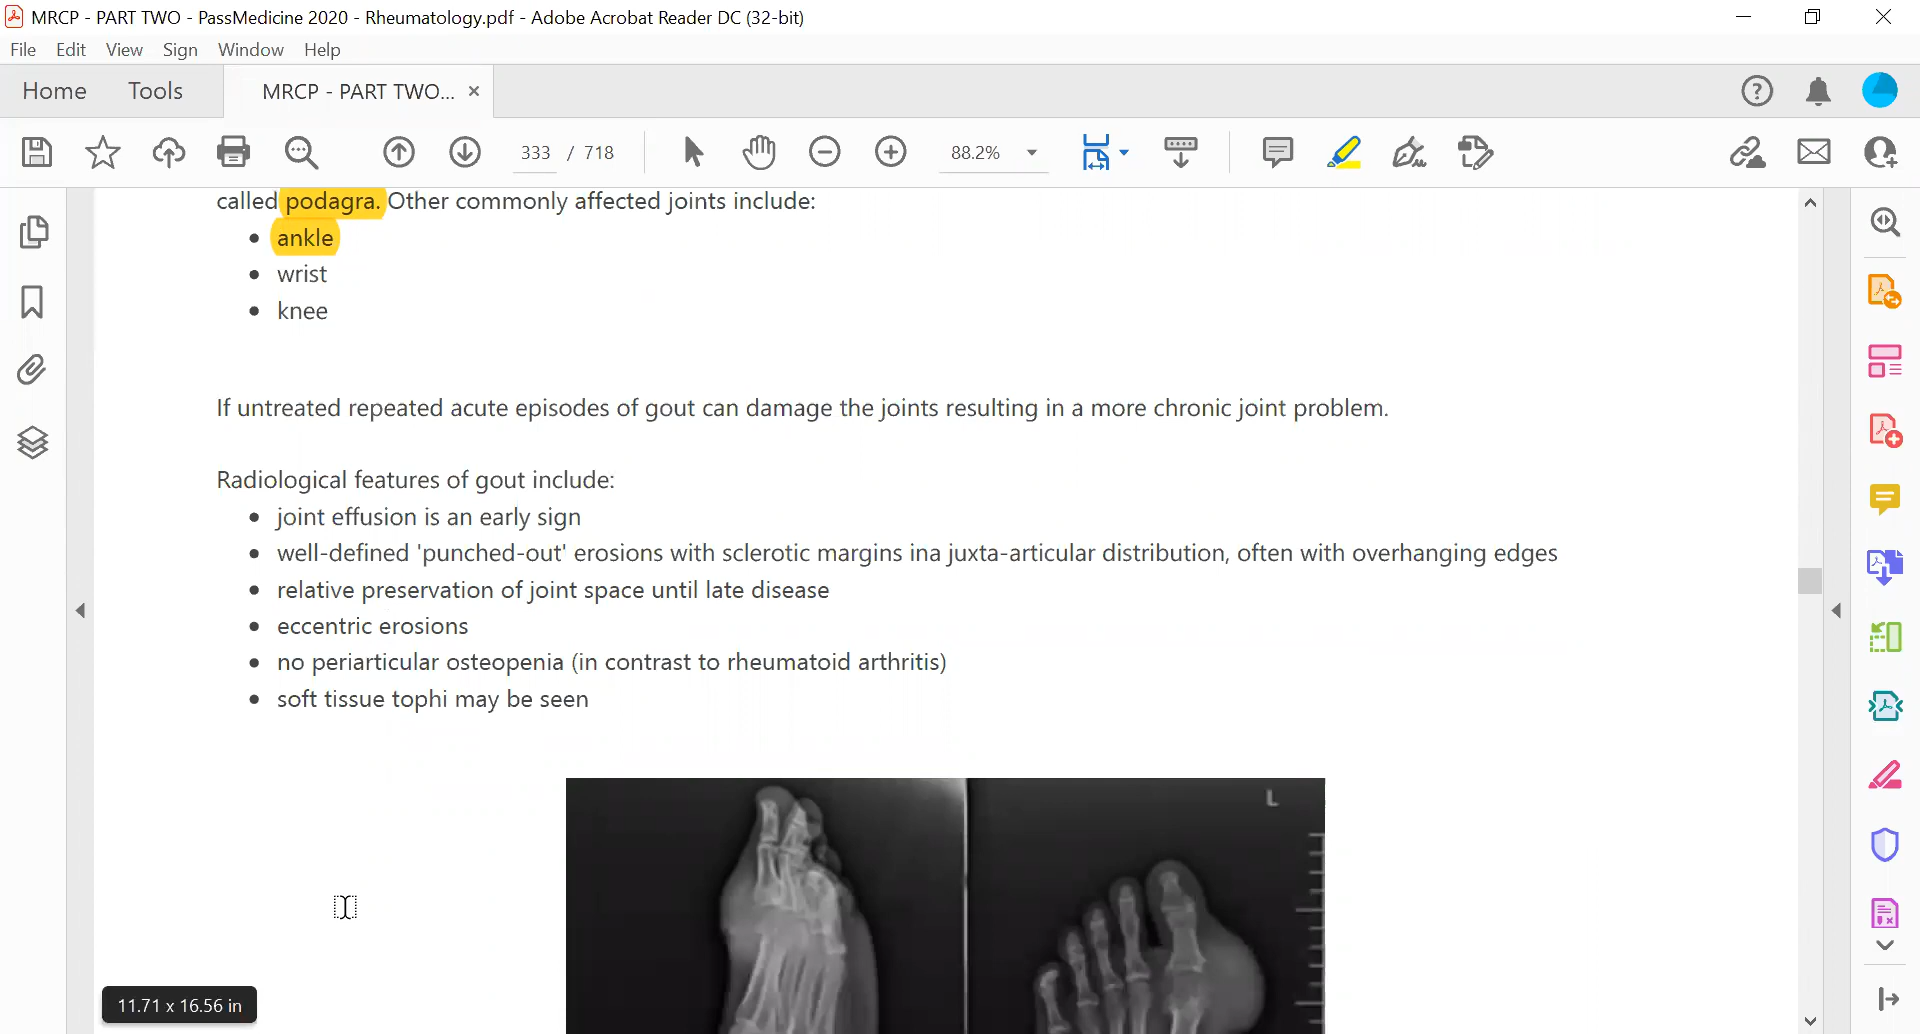 MRCP - PART TWO - PassMedicine 2020 - Rheumatology.pdf - Adobe Acrobat Reader DC (32-bit)
File Edit View Sign Window Help
Home Tools MRCP - PART TWO...
333 / 718 88.2%
called podagra. Other commonly affected joints include:
• ankle
• wrist
• knee
If untreated repeated acute episodes of gout can damage the joints resulting in a more chronic joint problem.
Radiological features of gout include:
• joint effusion is an early sign
• well-defined 'punched-out' erosions with sclerotic margins ina juxta-articular distribution, often with overhanging edges
• relative preservation of joint space until late disease
• eccentric erosions
• no periarticular osteopenia (in contrast to rheumatoid arthritis)
• soft tissue tophi may be seen
L
11.71 x 16.56 in